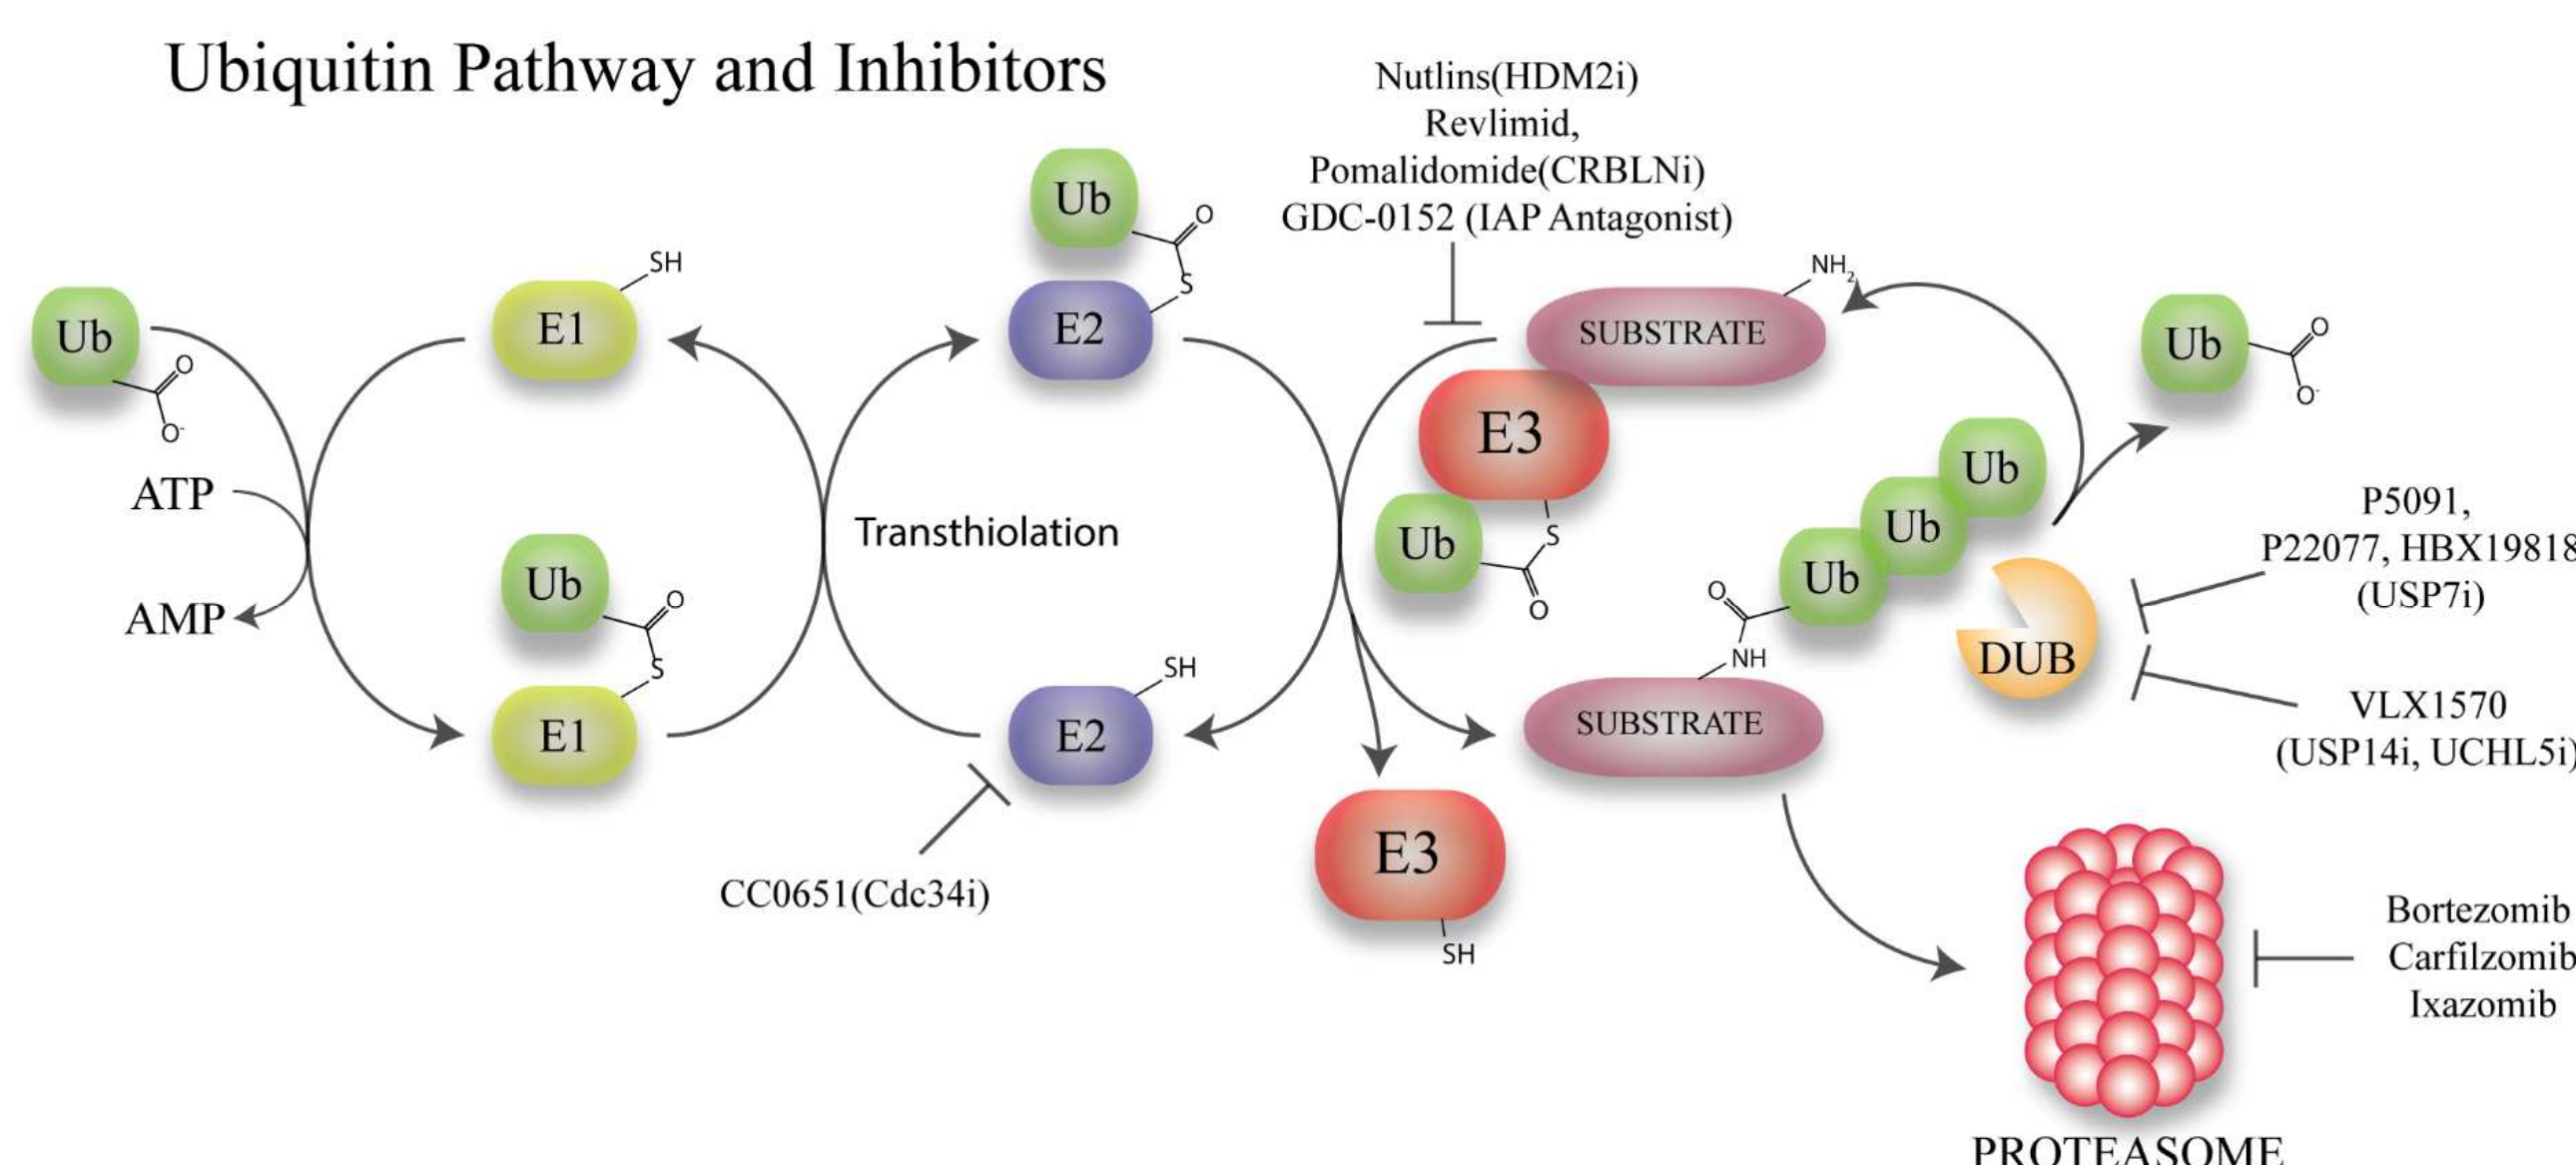 Ubiquitin Pathway and Inhibitors
Nutlins(HDM2i)
Revlimid,
Pomalidomide(CRBLNi)
GDC-0152 (IAP Antagonist)
Ub
O
O-
ATP
AMP
E1
SH
Ub
O
S
E1
Transthiolation
Ub
O
S
E2
E2
SH
CC0651(Cdc34i)
SUBSTRATE
NH2
E3
Ub
S
O
E3
SH
SUBSTRATE
NH
O
Ub
Ub
Ub
DUB
Ub
O
O-
P5091,
P22077, HBX19818
(USP7i)
VLX1570
(USP14i, UCHL5i)
Bortezomib
Carfilzomib
Ixazomib
PROTEASOME